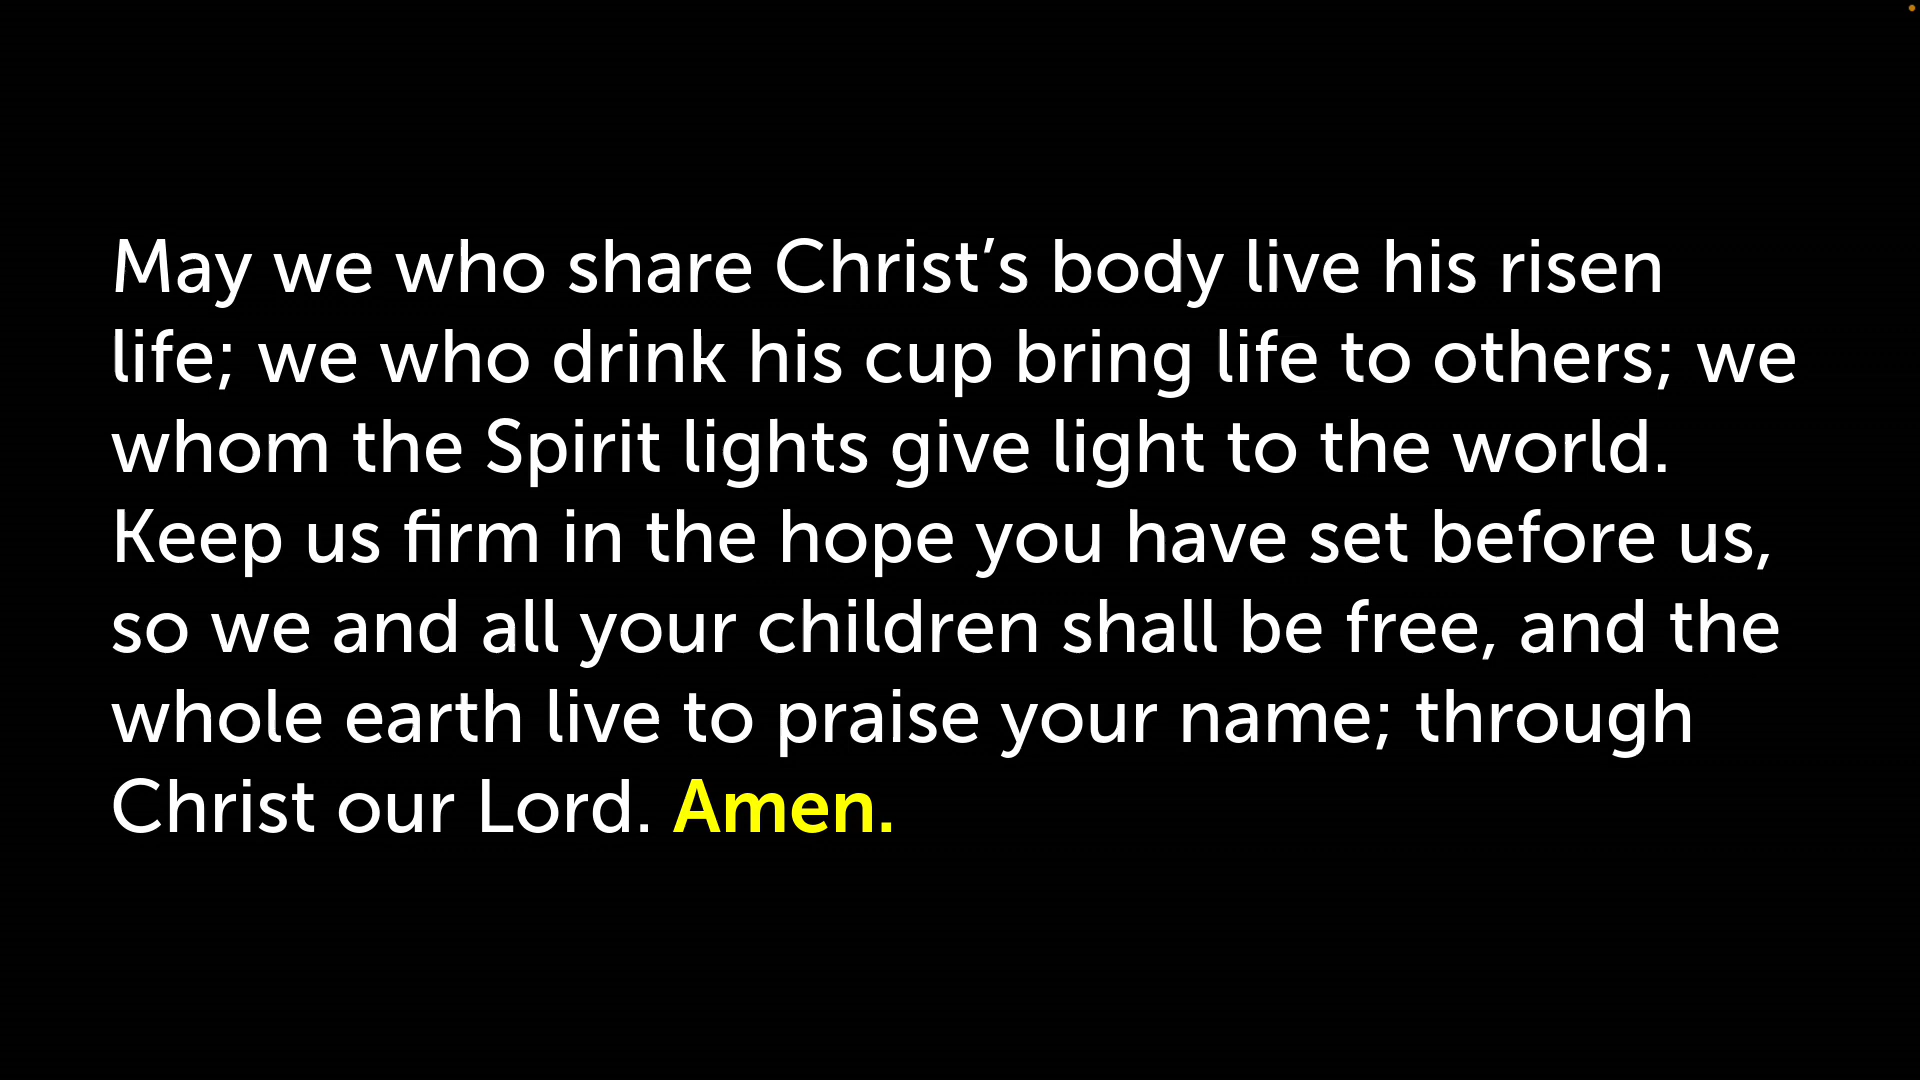 May we who share Christ’s body live his risen
life; we who drink his cup bring life to others; we
whom the Spirit lights give light to the world.
Keep us firm in the hope you have set before us,
so we and all your children shall be free, and the
whole earth live to praise your name; through
Christ our Lord. Amen.